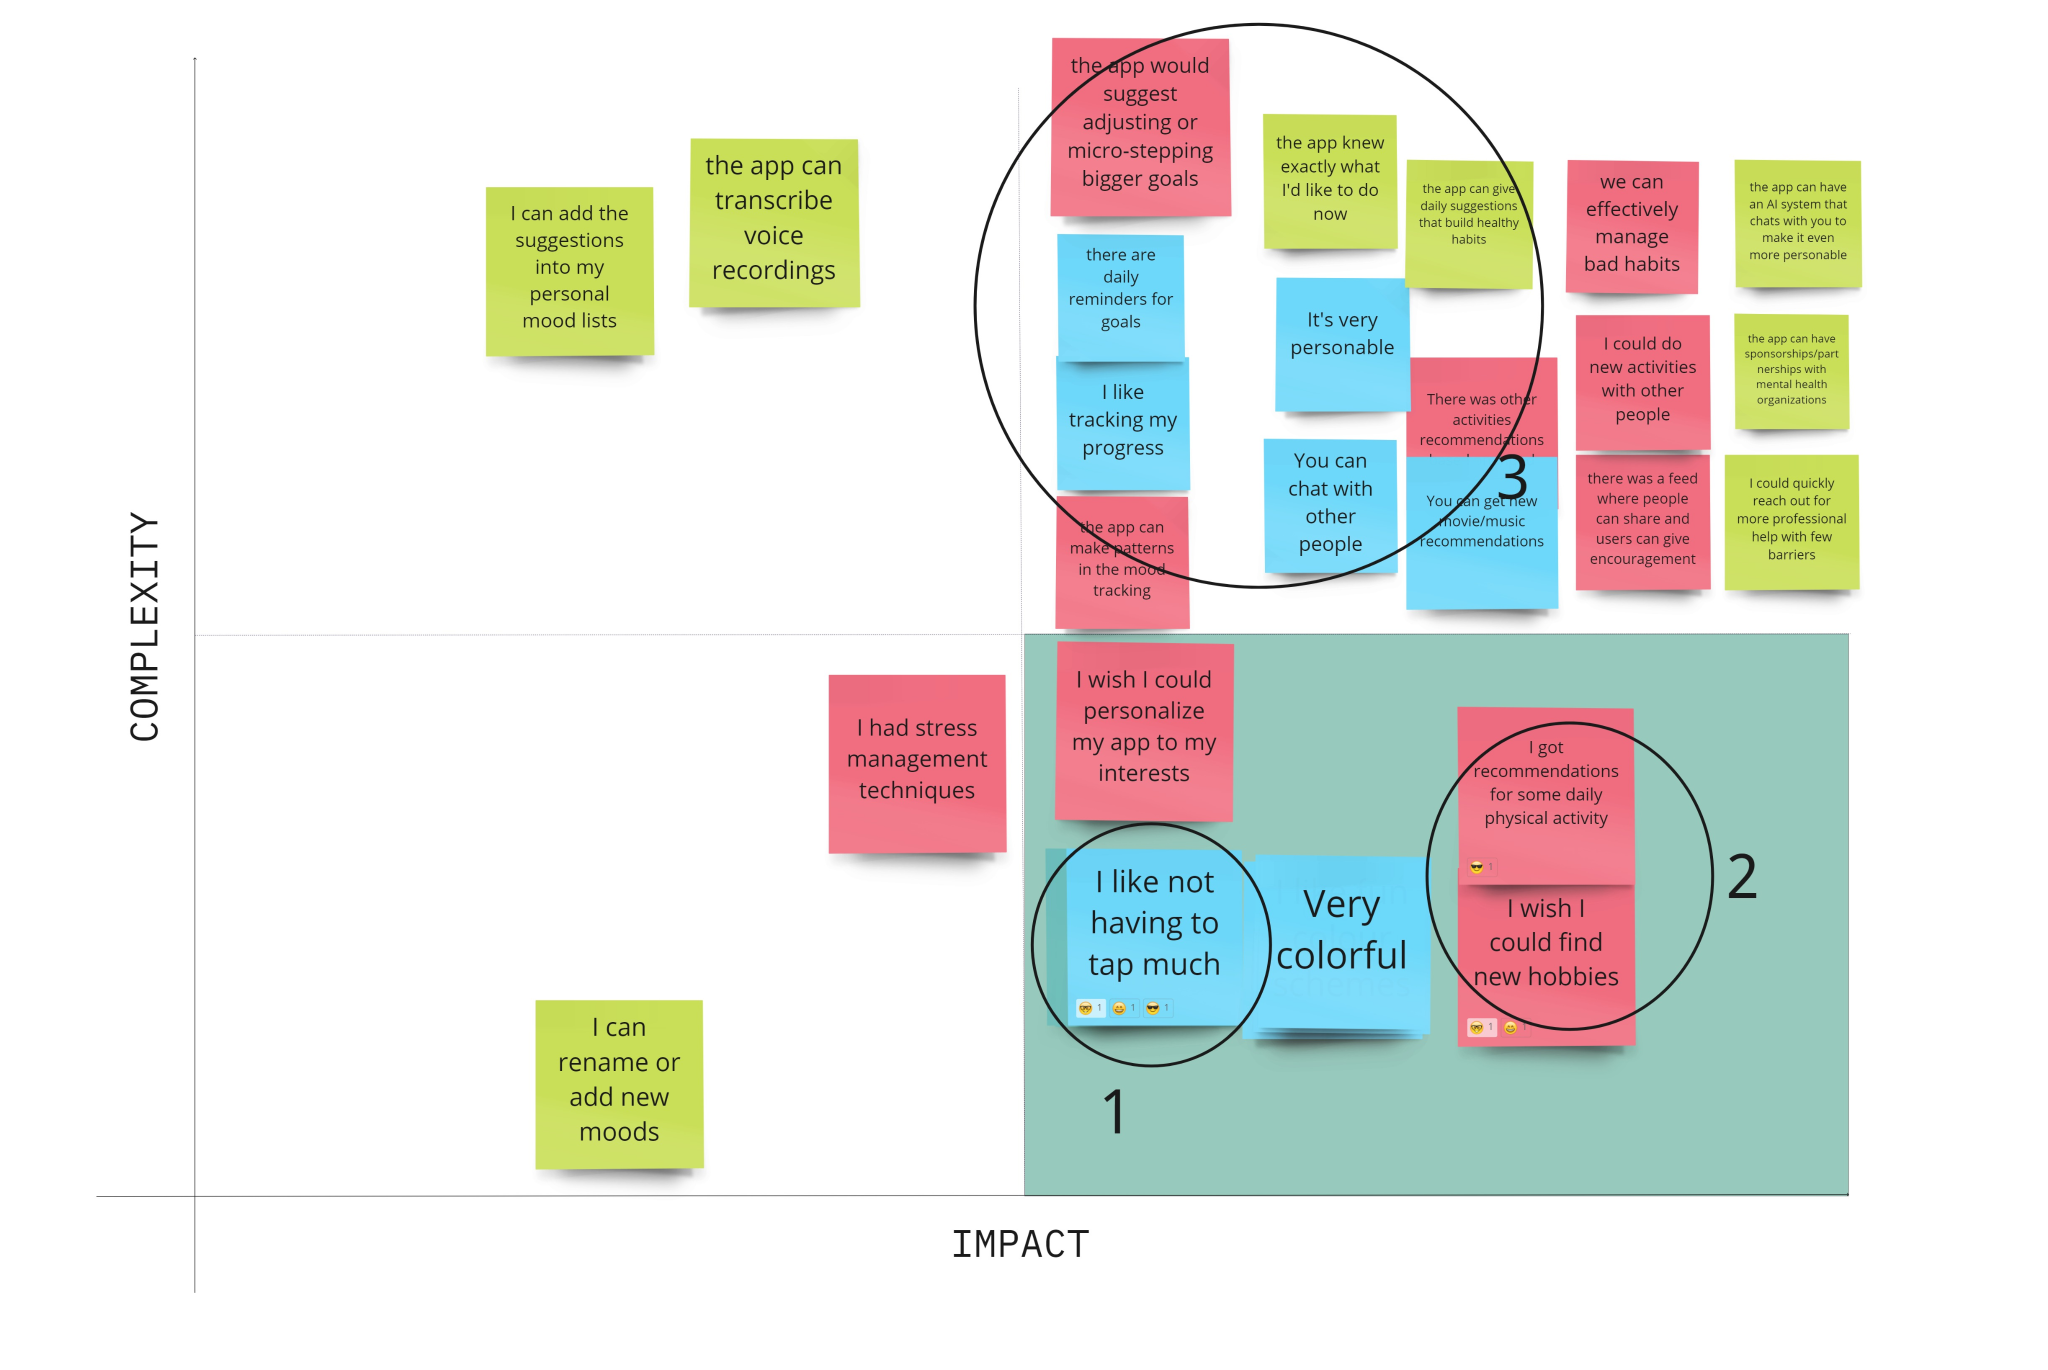 the app would
suggest
adjusting or
micro-stepping
bigger goals
the app knew
exactly what
I'd like to do
now
the app can give
daily suggestions
that build healthy
habits
we can
effectively
manage
bad habits
the app can have
an AI system that
chats with you to
make it even
more personable
I can add the
suggestions
into my
personal
mood lists
the app can
transcribe
voice
recordings
there are
daily
reminders for
goals
It's very
personable
I could do
new activities
with other
people
the app can have
sponsorships/part
nerships with
mental health
organizations
I like
tracking my
progress
There was other
activities
recommendations
3
You can
chat with
other
people
You can get new
movie/music
recommendations
there was a feed
where people
can share and
users can give
encouragement
I could quickly
reach out for
more professional
help with few
barriers
the app can
make patterns
in the mood
tracking
COMPLEXITY
I had stress
management
techniques
I wish I could
personalize
my app to my
interests
I got
recommendations
for some daily
physical activity
1
2
I like not
having to
tap much
1
1
1
Very
colorful
I wish I
could find
new hobbies
1
1
I can
rename or
add new
moods
IMPACT